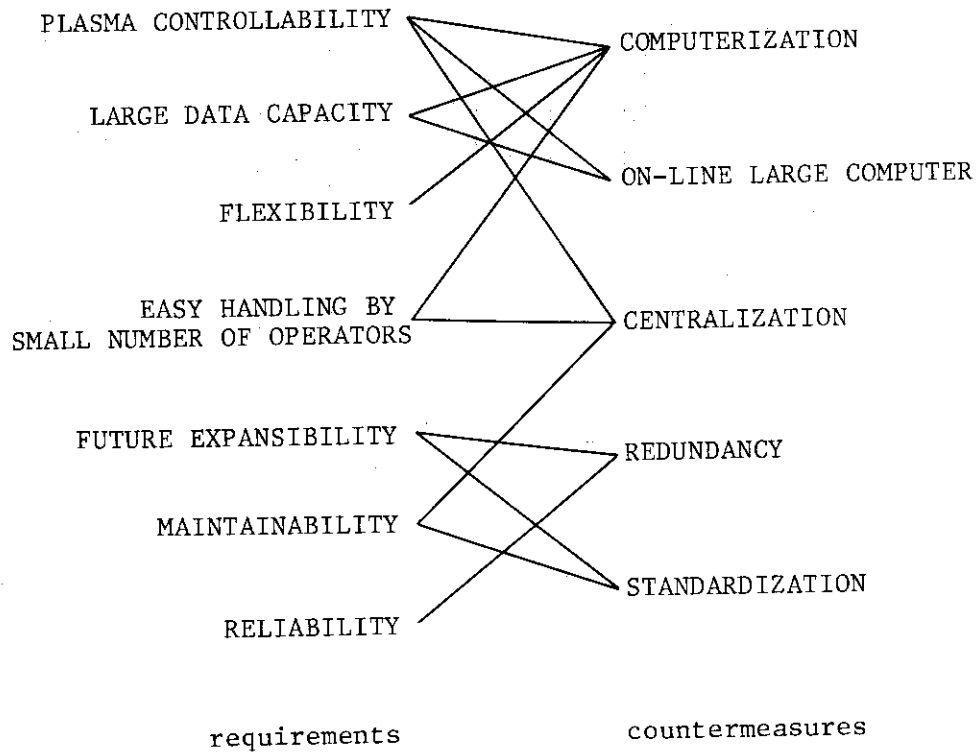 PLASMA CONTROLLABILITY
LARGE DATA CAPACITY
FLEXIBILITY
EASY HANDLING BY
SMALL NUMBER OF OPERATORS
FUTURE EXPANSIBILITY
MAINTAINABILITY
RELIABILITY
requirements
COMPUTERIZATION
ON-LINE LARGE COMPUTER
CENTRALIZATION
REDUNDANCY
STANDARDIZATION
countermeasures